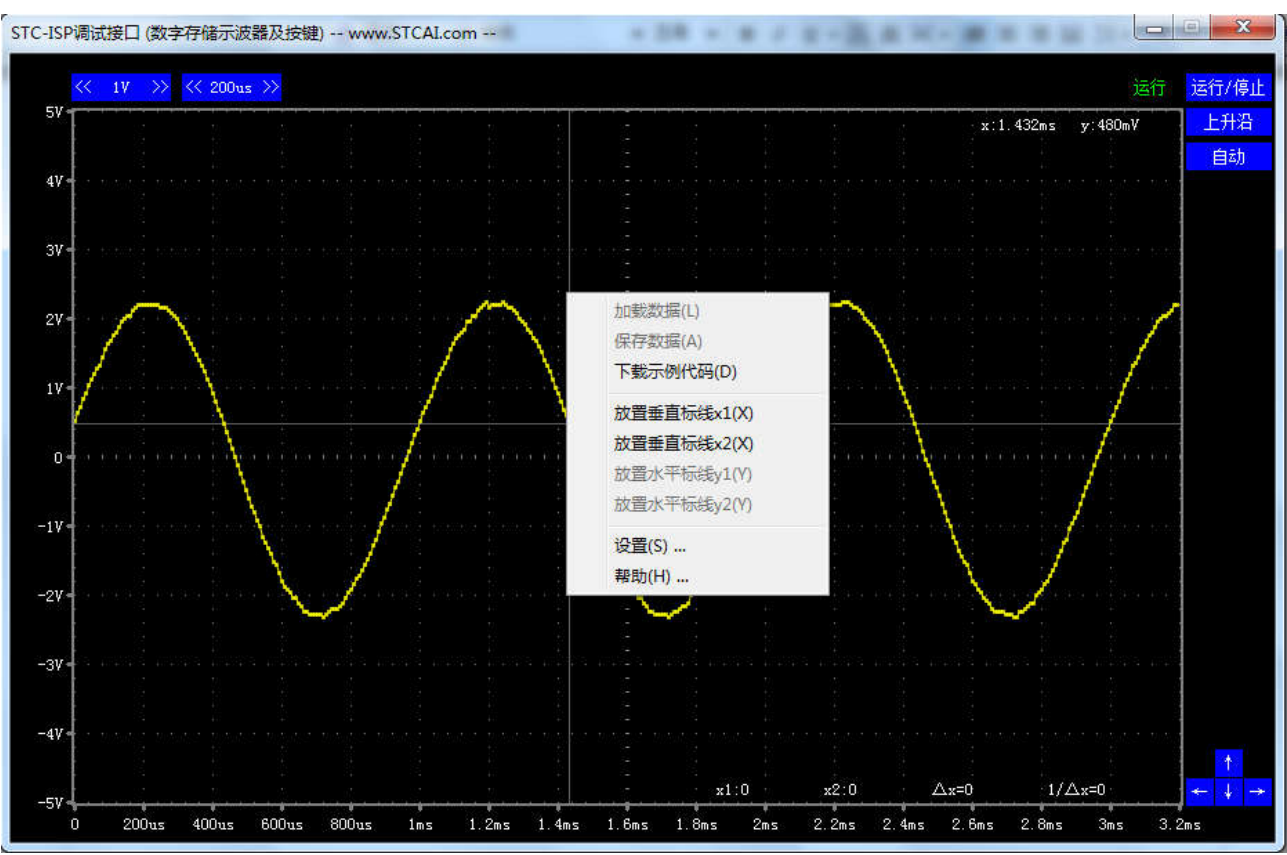 STC-ISP调试接口 (数字存储示波器及按键) -- www.STCAI.com --
<< 1V >> << 200us >> 运行 运行/停止
5V
x:1.432ms y:480mV 上升沿
自动
4V
3V
加载数据(L)
2V
保存数据(A)
下载示例代码(D)
1V
放置垂直标线x1(X)
放置垂直标线x2(X)
0
放置水平标线y1(Y)
放置水平标线y2(Y)
-1V
设置(S) ...
帮助(H) ...
-2V
-3V
-4V
↑
x1:0 x2:0 △x=0 1/△x=0 ← ↓ →
-5V
0 200us 400us 600us 800us 1ms 1.2ms 1.4ms 1.6ms 1.8ms 2ms 2.2ms 2.4ms 2.6ms 2.8ms 3ms 3.2ms